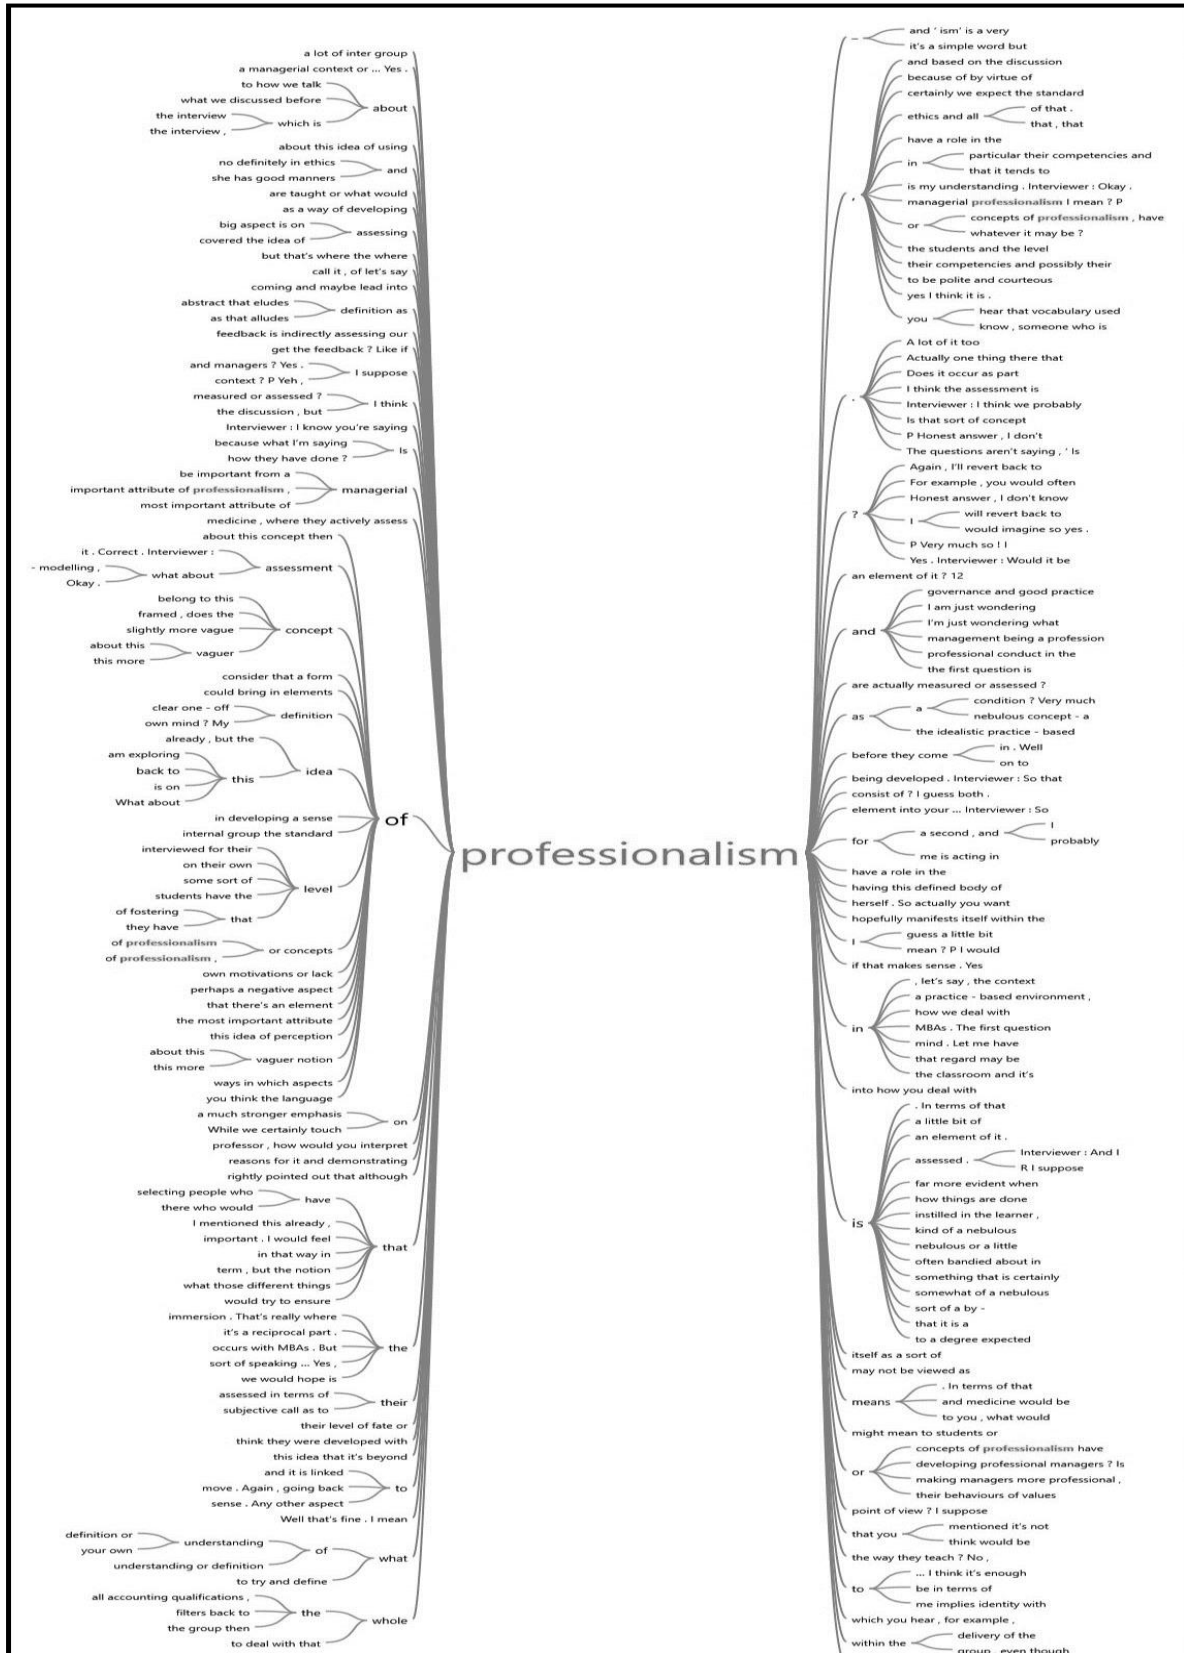 a lot of inter group
a managerial context or ... Yes .
to how we talk
what we discussed before
about
the interview
which is
the interview ,
about this idea of using
no definitely in ethics
and
she has good manners
are taught or what would
as a way of developing
big aspect is on
assessing
covered the idea of
but that's where the where
call it , of let's say
coming and maybe lead into
abstract that eludes
definition as
as that alludes
feedback is indirectly assessing our
get the feedback ? Like if
and managers ? Yes .
I suppose
context ? P Yeh ,
measured or assessed ?
I think
the discussion , but
Interviewer : I know you're saying
because what I'm saying
Is
how they have done ?
be important from a
important attribute of professionalism ,
managerial
most important attribute of
medicine , where they actively assess
about this concept then
it . Correct . Interviewer :
assessment
- modelling ,
what about
Okay .
belong to this
framed , does the
concept
slightly more vague
about this
vaguer
this more
consider that a form
could bring in elements
clear one - off
definition
own mind ? My
already , but the
idea
am exploring
back to
this
is on
What about
of
in developing a sense
internal group the standard
interviewed for their
on their own
some sort of
level
students have the
of fostering
that
they have
of professionalism
or concepts
of professionalism ,
own motivations or lack
perhaps a negative aspect
that there's an element
the most important attribute
this idea of perception
about this
vaguer notion
this more
ways in which aspects
you think the language
a much stronger emphasis
on
While we certainly touch
professor , how would you interpret
reasons for it and demonstrating
rightly pointed out that although
selecting people who
have
there who would
I mentioned this already ,
important . I would feel
that
in that way in
term , but the notion
what those different things
would try to ensure
immersion . That's really where
it's a reciprocal part .
occurs with MBAs . But
the
sort of speaking ... Yes ,
we would hope is
assessed in terms of
their
subjective call as to
their level of fate or
think they were developed with
this idea that it's beyond
and it is linked
move . Again , going back
to
sense . Any other aspect
Well that's fine . I mean
definition or
understanding
your own
of
understanding or definition
what
to try and define
all accounting qualifications ,
filters back to
the
the group then
whole
to deal with that
professionalism
–
and ' ism' is a very
it's a simple word but
,
and based on the discussion
because of by virtue of
certainly we expect the standard
ethics and all
of that .
that , that
have a role in the
in
particular their competencies and
that it tends to
is my understanding . Interviewer : Okay .
managerial professionalism I mean ? P
or
concepts of professionalism , have
whatever it may be ?
the students and the level
their competencies and possibly their
to be polite and courteous
yes I think it is .
you
hear that vocabulary used
know , someone who is
.
A lot of it too
Actually one thing there that
Does it occur as part
I think the assessment is
Interviewer : I think we probably
Is that sort of concept
P Honest answer , I don't
The questions aren't saying , ' Is
?
Again , I'll revert back to
For example , you would often
Honest answer , I don't know
I
will revert back to
would imagine so yes .
P Very much so ! I
Yes . Interviewer : Would it be
an element of it ? 12
and
governance and good practice
I am just wondering
I'm just wondering what
management being a profession
professional conduct in the
the first question is
are actually measured or assessed ?
as
a
condition ? Very much
nebulous concept - a
the idealistic practice - based
before they come
in . Well
on to
being developed . Interviewer : So that
consist of ? I guess both .
element into your ... Interviewer : So
for
a second , and
I
probably
me is acting in
have a role in the
having this defined body of
herself . So actually you want
hopefully manifests itself within the
I
guess a little bit
mean ? P I would
if that makes sense . Yes
in
, let's say , the context
a practice - based environment ,
how we deal with
MBAs . The first question
mind . Let me have
that regard may be
the classroom and it's
into how you deal with
is
. In terms of that
a little bit of
an element of it .
assessed .
Interviewer : And I
R I suppose
far more evident when
how things are done
instilled in the learner ,
kind of a nebulous
nebulous or a little
often bandied about in
something that is certainly
somewhat of a nebulous
sort of a by -
that it is a
to a degree expected
itself as a sort of
may not be viewed as
means
. In terms of that
and medicine would be
to you , what would
might mean to students or
or
concepts of professionalism have
developing professional managers ? Is
making managers more professional ,
their behaviours of values
point of view ? I suppose
that you
mentioned it's not
think would be
the way they teach ? No ,
to
... I think it's enough
be in terms of
me implies identity with
which you hear , for example ,
within the
delivery of the
group , even though